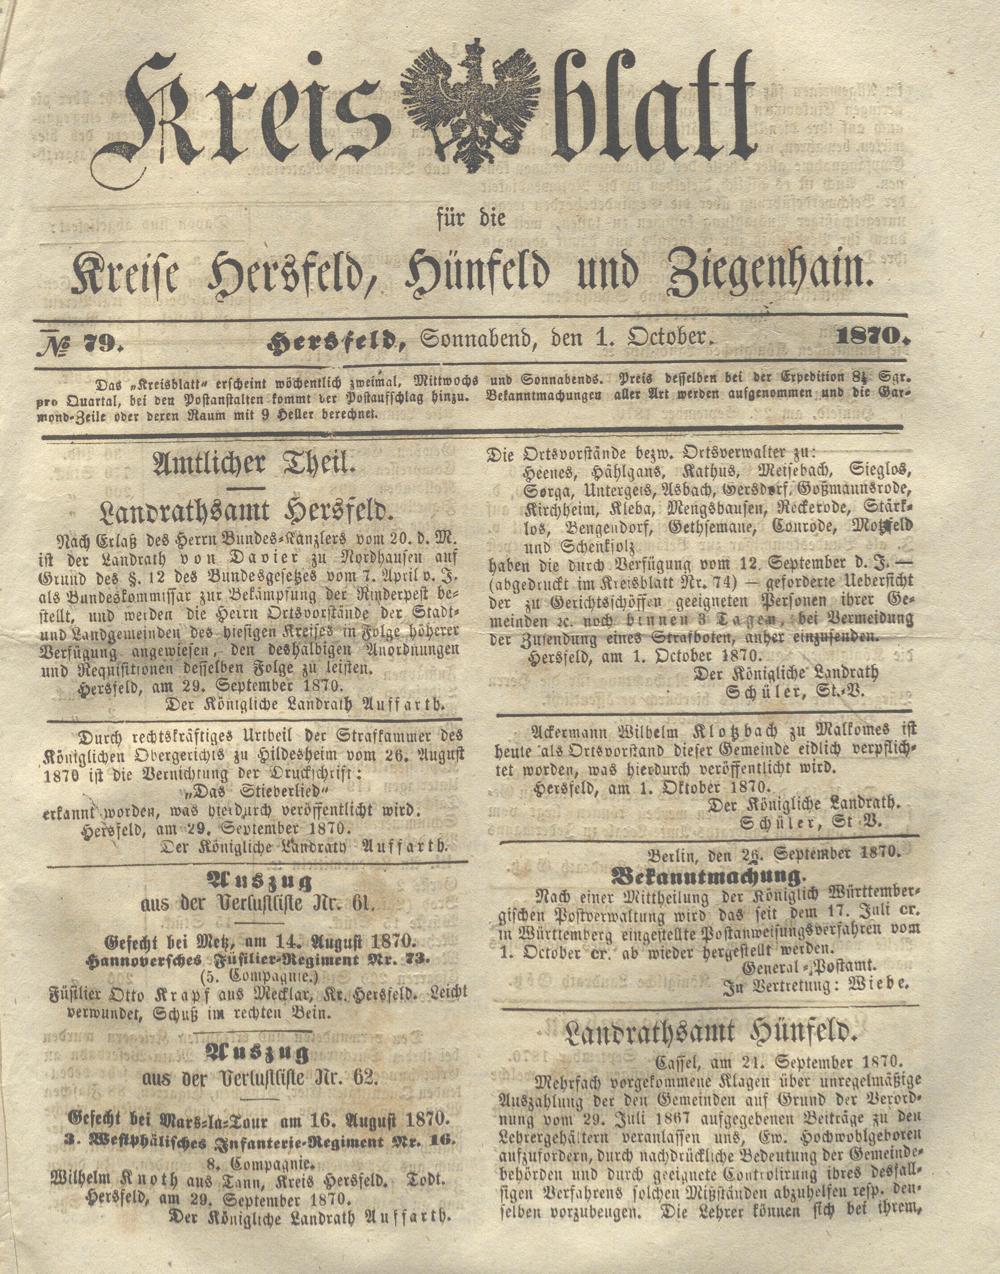 Kreisblatt
für die
Kreise Hersfeld, Hünfeld und Ziegenhain.
№ 79. Hersfeld, Sonnabend, den 1. October. 1870.
Das „Kreisblatt“ erscheint wöchentlich zweimal, Mittwochs und Sonnabends. Preis desselben bei der Expedition 8½ Sgr.
pro Quartal, bei den Postanstalten kommt der Postaufschlag hinzu. Bekanntmachungen aller Art werden aufgenommen und die Gar-
mond-Zeile oder deren Raum mit 9 Heller berechnet.
Amtlicher Theil.
Landrathsamt Hersfeld.
Nach Erlaß des Herrn Bundes-Kanzlers vom 20. d. M.
ist der Landrath von Davier zu Nordhausen auf
Grund des §. 12 des Bundesgesetzes vom 7. April v. J.
als Bundeskommissar zur Bekämpfung der Rinderpest be-
stellt, und werden die Herrn Ortsvorstände der Stadt-
und Landgemeinden des hiesigen Kreises in Folge höherer
Verfügung angewiesen, den deshälbigen Anordnungen
und Requisitionen desselben Folge zu leisten.
Hersfeld, am 29. September 1870.
Der Königliche Landrath Auffarth.
Durch rechtskräftiges Urtheil der Strafkammer des
Königlichen Obergerichts zu Hildesheim vom 26. August
1870 ist die Vernichtung der Druckschrift:
„Das Stieberlied“
erkannt worden, was hierdurch veröffentlicht wird.
Hersfeld, am 29. September 1870.
Der Königliche Landrath Auffarth.
Auszug
aus der Verlustliste Nr. 61.
Gefecht bei Metz, am 14. August 1870.
Hannoversches Füsilier-Regiment Nr. 73.
(5. Compagnie.)
Füsilier Otto Krapf aus Mecklar, Kr. Hersfeld. Leicht
verwundet, Schuß im rechten Bein.
Auszug
aus der Verlustliste Nr. 62.
Gefecht bei Mars-la-Tour am 16. August 1870.
3. Westphälisches Infanterie-Regiment Nr. 16.
8. Compagnie.
Wilhelm Knoth aus Tann, Kreis Hersfeld. Todt.
Hersfeld, am 29. September 1870.
Der Königliche Landrath Auffarth.
Die Ortsvorstände bezw. Ortsverwalter zu:
Heenes, Hählgans, Kathus, Meisebach, Sieglos,
Sorga, Untergeis, Asbach, Gersdorf, Goßmannsrode,
Kirchheim, Kleba, Mengshausen, Reckerode, Stärk-
los, Bengendorf, Gethsemane, Conrode, Motzfeld
und Schenksolz
haben die durch Verfügung vom 12. September d. J. —
(abgedruckt im Kreisblatt Nr. 74) — geforderte Uebersicht
der zu Gerichtsschöffen geeigneten Personen ihrer Ge-
meinden ꝛc. noch binnen 3 Tagen, bei Vermeidung
der Zusendung eines Strafboten, anher einzusenden.
Hersfeld, am 1. October 1870.
Der Königliche Landrath
Schüler, St.-V.
Ackermann Wilhelm Klotzbach zu Malkomes ist
heute als Ortsvorstand dieser Gemeinde eidlich verpflich-
tet worden, was hierdurch veröffentlicht wird.
Hersfeld, am 1. Oktober 1870.
Der Königliche Landrath.
Schüler, St V.
Berlin, den 26. September 1870.
Bekanntmachung.
Nach einer Mittheilung der Königlich Württember-
gischen Postverwaltung wird das seit dem 17. Juli cr.
in Württemberg eingestellte Postanweisungsverfahren vom
1. October cr. ab wieder hergestellt werden.
General-Postamt.
In Vertretung: Wiebe.
Landrathsamt Hünfeld.
Cassel, am 21. September 1870.
Mehrfach vorgekommene Klagen über unregelmäßige
Auszahlung der den Gemeinden auf Grund der Verord-
nung vom 29. Juli 1867 aufgegebenen Beiträge zu den
Lehrergehältern veranlassen uns, Ew. Hochwohlgeboren
aufzufordern, durch nachdrückliche Bedeutung der Gemeinde-
behörden und durch geeignete Controlirung ihres desfall-
sigen Verfahrens solchen Mißständen abzuhelfen resp. den-
selben vorzubeugen. Die Lehrer können sich bei ihrem,